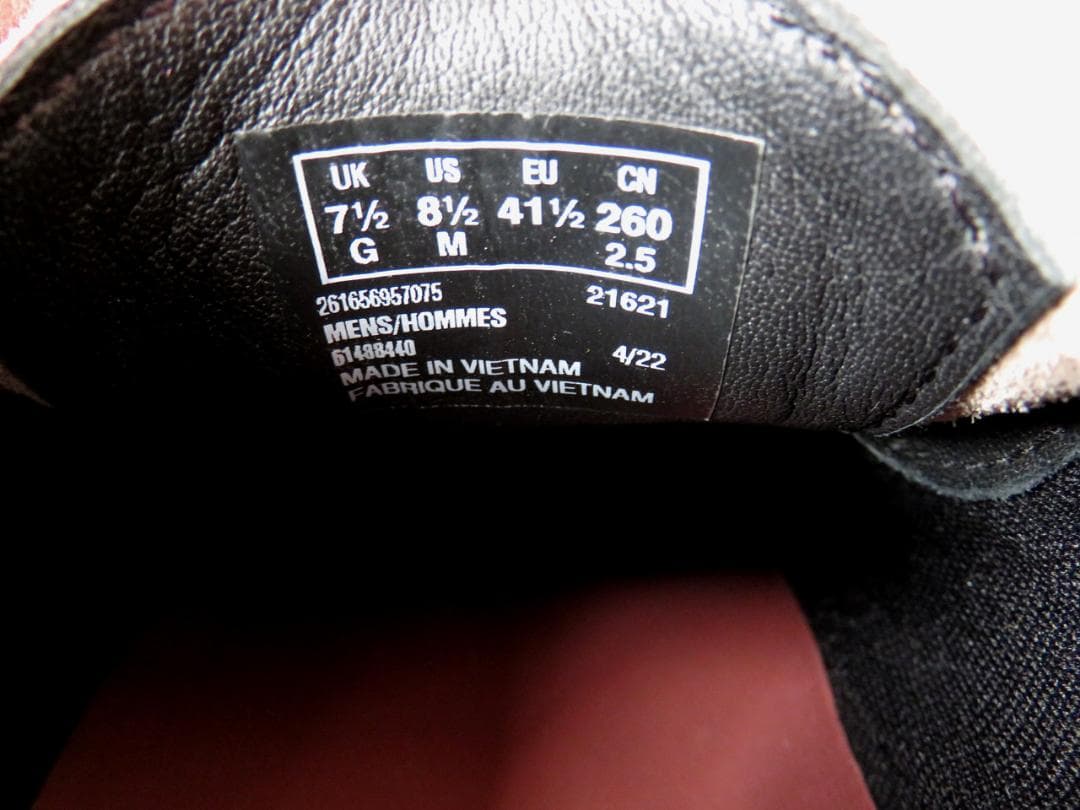 UK US EU CN
7½ 8½ 41½ 260
G M 2.5
261656957075 21621
MENS/HOMMES
61488440 4/22
MADE IN VIETNAM
FABRIQUE AU VIETNAM